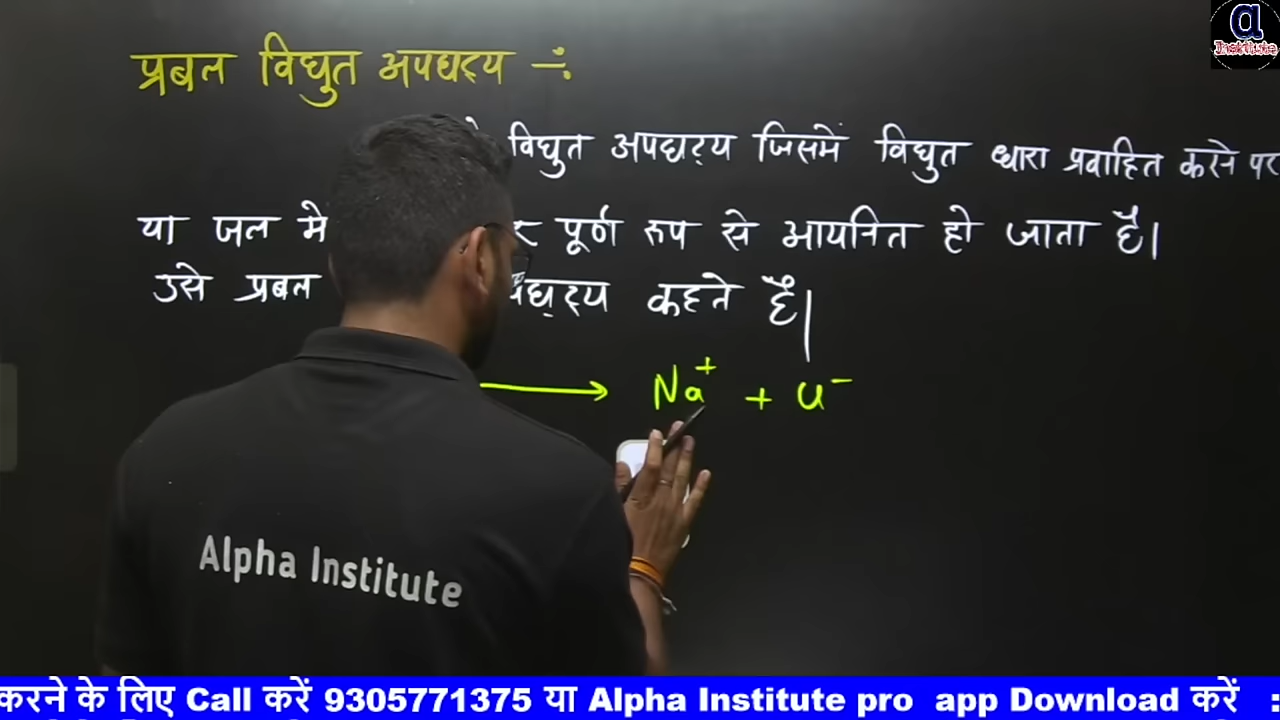 प्रबल विद्युत अपघट्य -:
विद्युत अपघट्य जिसमें विद्युत धारा प्रवाहित करने पर
या जल मे पूर्ण रूप से आयनित हो जाता है।
उसे प्रबल कहते हैं।
⟶ Na⁺ + Cl⁻
Alpha Institute
α
Institute
करने के लिए Call करें 9305771375 या Alpha Institute pro app Download करें :